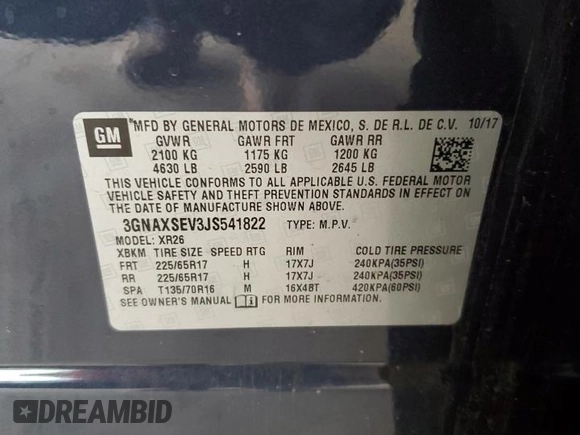 GM
*MFD BY GENERAL MOTORS DE MEXICO, S. DE R.L. DE C.V. 10/17
GVWR GAWR FRT GAWR RR
2100 KG 1175 KG 1200 KG
4630 LB 2590 LB 2645 LB
THIS VEHICLE CONFORMS TO ALL APPLICABLE U.S. FEDERAL MOTOR
VEHICLE SAFETY AND THEFT PREVENTION STANDARDS IN EFFECT ON
THE DATE OF MANUFACTURE SHOWN ABOVE.
3GNAXSEV3JS541822 TYPE: M.P.V.
MODEL: XR26
XBKM TIRE SIZE SPEED RTG RIM COLD TIRE PRESSURE
FRT 225/65R17 H 17X7J 240KPA(35PSI)
RR 225/65R17 H 17X7J 240KPA(35PSI)
SPA T135/70R16 M 16X4BT 420KPA(60PSI)
SEE OWNER'S MANUAL FOR MORE INFORMATION
DREAMBID